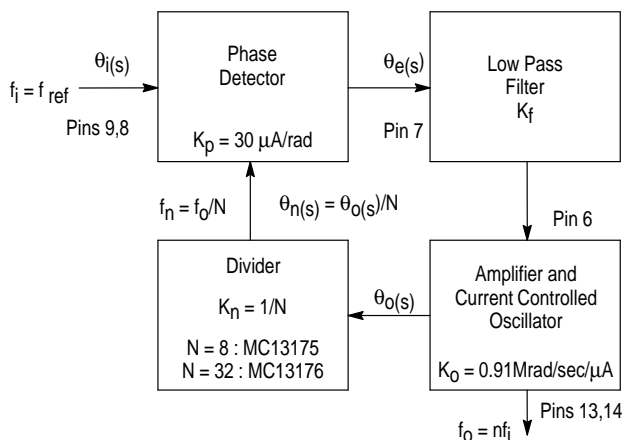 Phase
Detector
Kp = 30 μA/rad
θi(s)
fi = f ref
Pins 9,8
θe(s)
Pin 7
Low Pass
Filter
Kf
fn = fo/N
θn(s) = θo(s)/N
Pin 6
Divider
Kn = 1/N
N = 8 : MC13175
N = 32 : MC13176
θo(s)
Amplifier and
Current Controlled
Oscillator
Ko = 0.91Mrad/sec/μA
Pins 13,14
fo = nfi